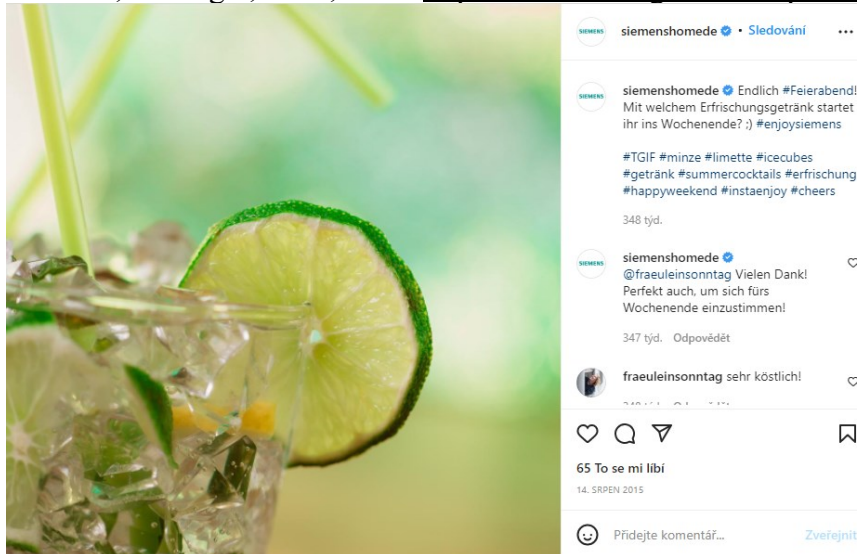 SIEMENS siemenshomede • Sledování ...
SIEMENS siemenshomede Endlich #Feierabend!
Mit welchem Erfrischungsgetränk startet
ihr ins Wochenende? ;) #enjoysiemens
#TGIF #minze #limette #icecubes
#getränk #summercocktails #erfrischung
#happyweekend #instaenjoy #cheers
348 týd.
SIEMENS siemenshomede
@fraeuleinsonntag Vielen Dank!
Perfekt auch, um sich fürs
Wochenende einzustimmen!
347 týd. Odpovědět
fraeuleinsonntag sehr köstlich!
65 To se mi líbí
14. SRPEN 2015
Přidejte komentář... Zveřejnit